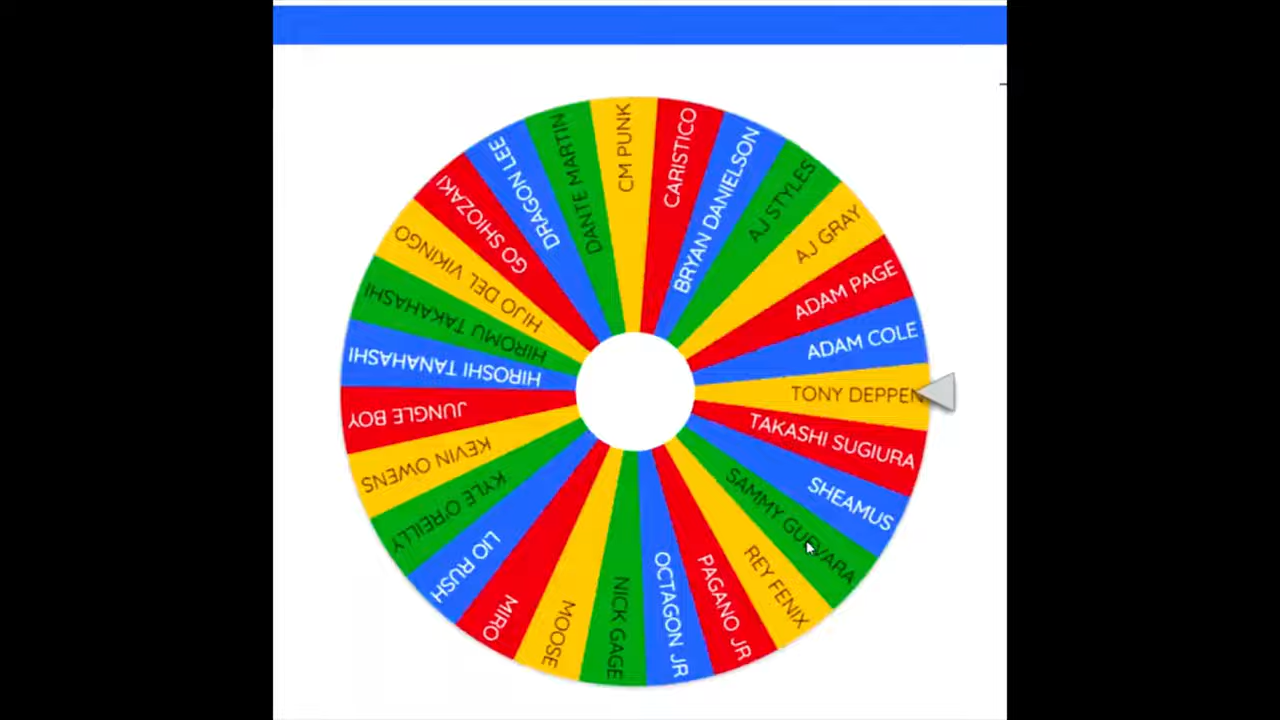 CM PUNK
CARISTICO
BRYAN DANIELSON
AJ STYLES
AJ GRAY
ADAM PAGE
ADAM COLE
TONY DEPPEN
TAKASHI SUGIURA
SHEAMUS
SAMMY GUEVARA
REY FENIX
PAGANO JR
OCTAGON JR
NICK GAGE
MOOSE
MIRO
LIO RUSH
KYLE O'REILLY
KEVIN OWENS
JUNGLE BOY
HIROSHI TANAHASHI
HIROMU TAKAHASHI
HIJO DEL VIKINGO
GO SHIOZAKI
DRAGON LEE
DANTE MARTIN